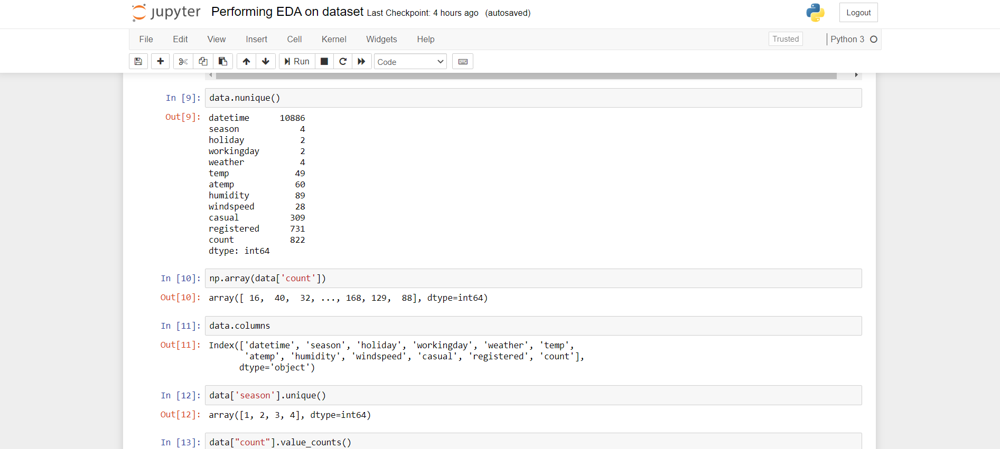 jupyter Performing EDA on dataset Last Checkpoint: 4 hours ago (autosaved) Logout
File Edit View Insert Cell Kernel Widgets Help Trusted Python 3
Run Code
In [9]: data.nunique()
Out[9]: datetime 10886
season 4
holiday 2
workingday 2
weather 4
temp 49
atemp 60
humidity 89
windspeed 28
casual 309
registered 731
count 822
dtype: int64
In [10]: np.array(data['count'])
Out[10]: array([ 16,  40,  32, ..., 168, 129,  88], dtype=int64)
In [11]: data.columns
Out[11]: Index(['datetime', 'season', 'holiday', 'workingday', 'weather', 'temp',
'atemp', 'humidity', 'windspeed', 'casual', 'registered', 'count'],
dtype='object')
In [12]: data['season'].unique()
Out[12]: array([1, 2, 3, 4], dtype=int64)
In [13]: data["count"].value_counts()